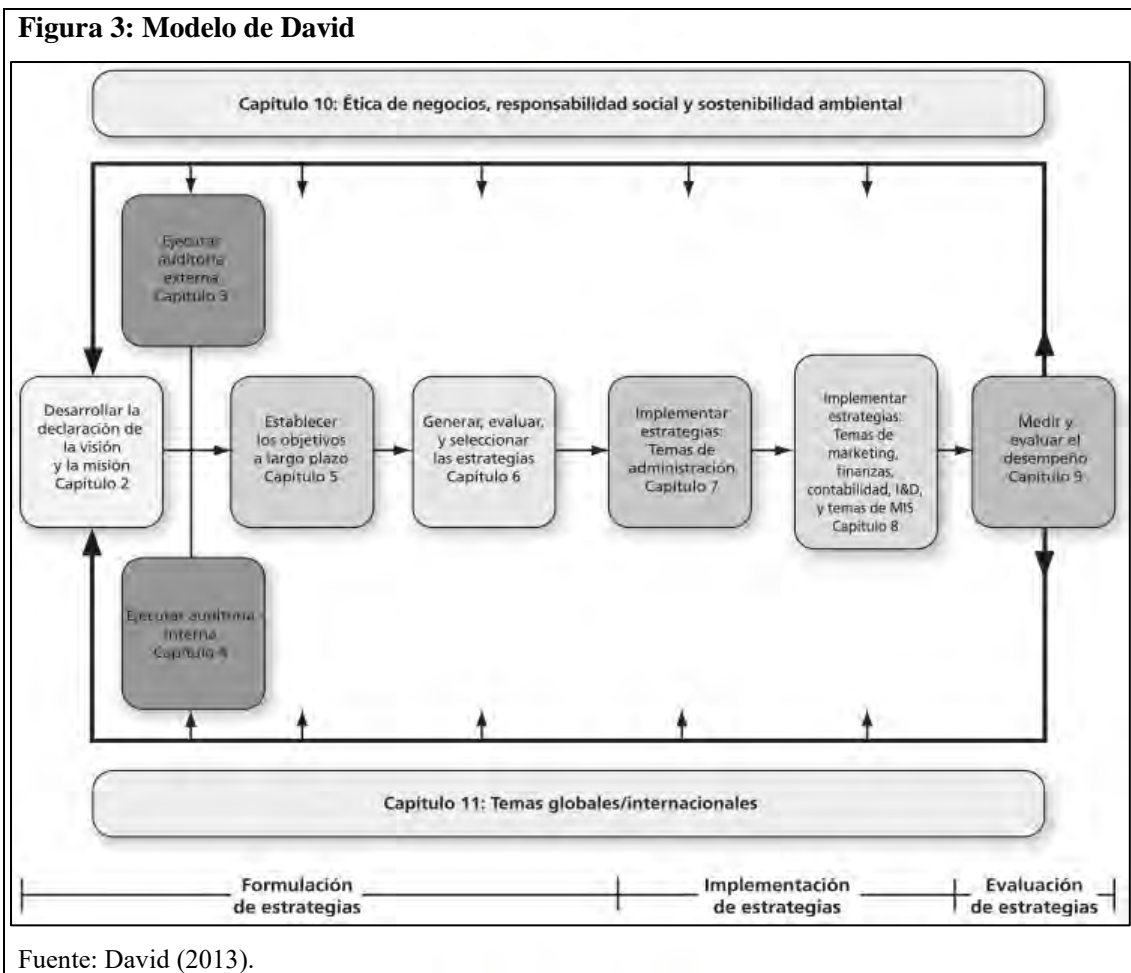 Figura 3: Modelo de David
Capítulo 10: Ética de negocios, responsabilidad social y sostenibilidad ambiental
Ejecutar
auditoría
externa
Capítulo 3
Desarrollar la
declaración de
la visión
y la misión
Capítulo 2
Establecer
los objetivos
a largo plazo
Capítulo 5
Generar, evaluar,
y seleccionar
las estrategias
Capítulo 6
Implementar
estrategias:
Temas de
administración
Capítulo 7
Implementar
estrategias:
Temas de
marketing,
finanzas,
contabilidad, I&D,
y temas de MIS
Capítulo 8
Medir y
evaluar el
desempeño
Capítulo 9
Ejecutar auditoría
interna
Capítulo 4
Capítulo 11: Temas globales/internacionales
Formulación
de estrategias
Implementación
de estrategias
Evaluación
de estrategias
Fuente: David (2013).